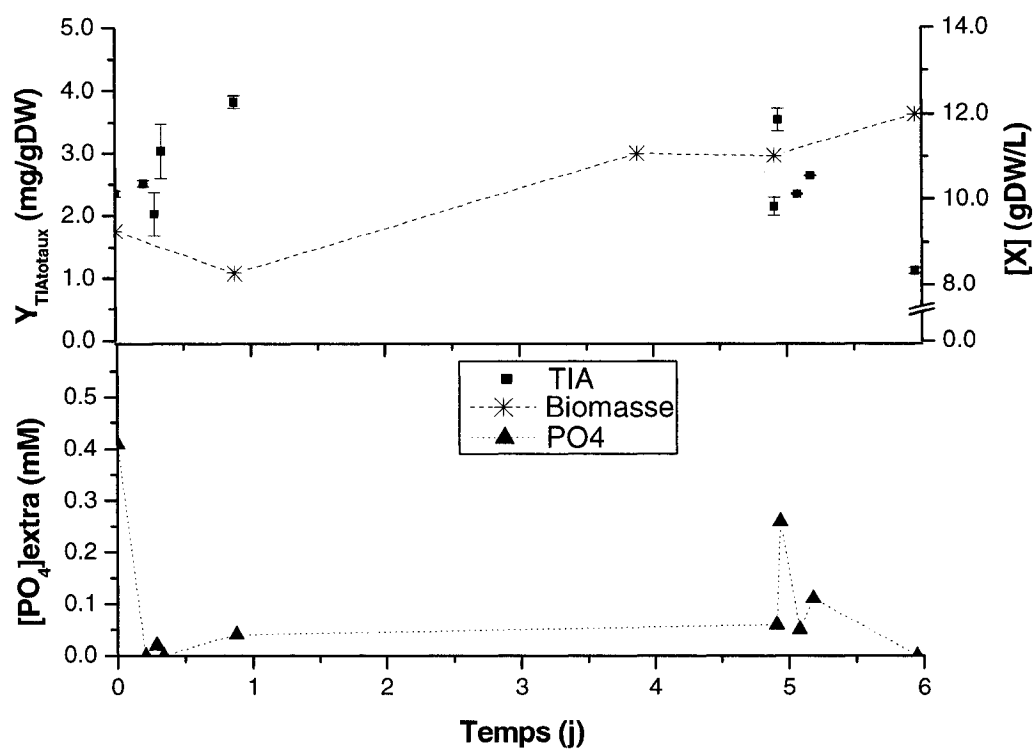 5.0
4.0
3.0
2.0
1.0
0.0
Y_TIAtotaux (mg/gDW)
14.0
12.0
10.0
8.0
0.0
[X] (gDW/L)
TIA
Biomasse
PO4
0.5
0.4
0.3
0.2
0.1
0.0
[PO₄]extra (mM)
0 1 2 3 4 5 6
Temps (j)